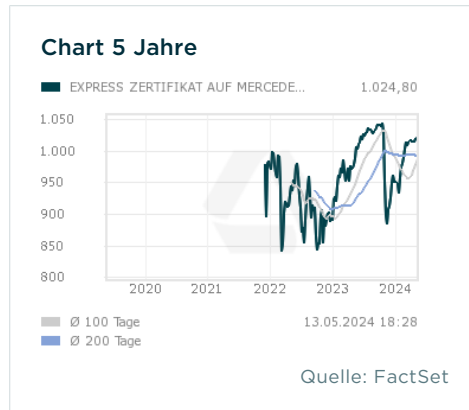 Chart 5 Jahre
EXPRESS ZERTIFIKAT AUF MERCEDE... 1.024,80
1.050
1.000
950
900
850
800
2020 2021 2022 2023 2024
Ø 100 Tage 13.05.2024 18:28
Ø 200 Tage
Quelle: FactSet